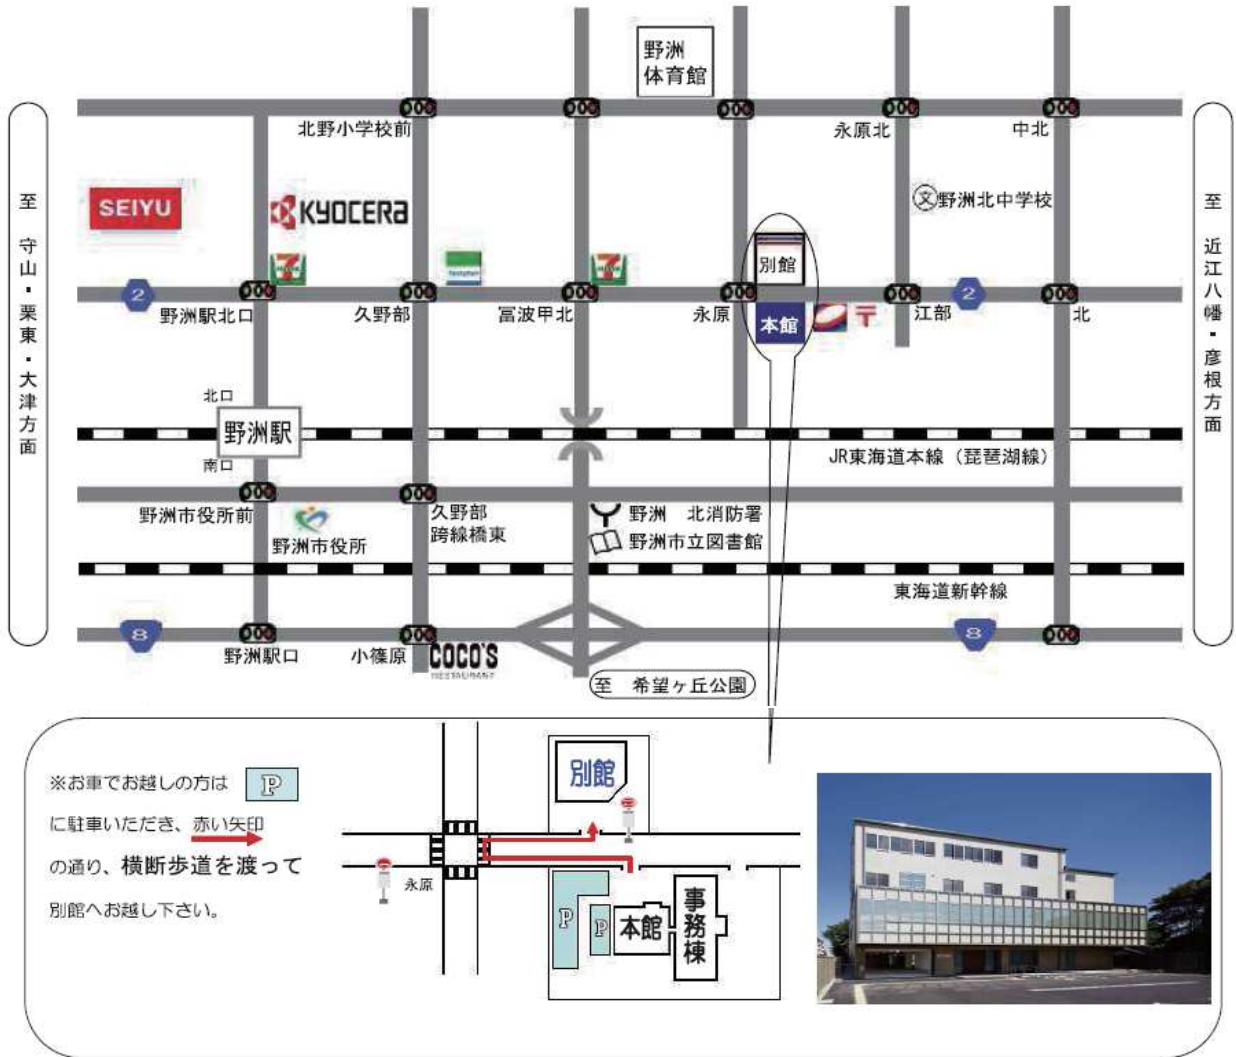 野洲
体育館
北野小学校前
永原北
中北
至 守山・栗東・大津方面
至 近江八幡・彦根方面
SEIYU
KYOCERA
文
野洲北中学校
別館
2
野洲駅北口
7
久野部
FamilyMart
冨波甲北
7
永原
本館
〒
江部
2
北
北口
野洲駅
南口
JR東海道本線（琵琶湖線）
野洲市役所前
野洲市役所
久野部
跨線橋東
野洲 北消防署
野洲市立図書館
東海道新幹線
8
野洲駅口
小篠原
COCO'S
RESTAURANT
8
至 希望ヶ丘公園
※お車でお越しの方は P
に駐車いただき、赤い矢印
の通り、横断歩道を渡って
別館へお越し下さい。
別館
永原
P
P
本館
事務棟